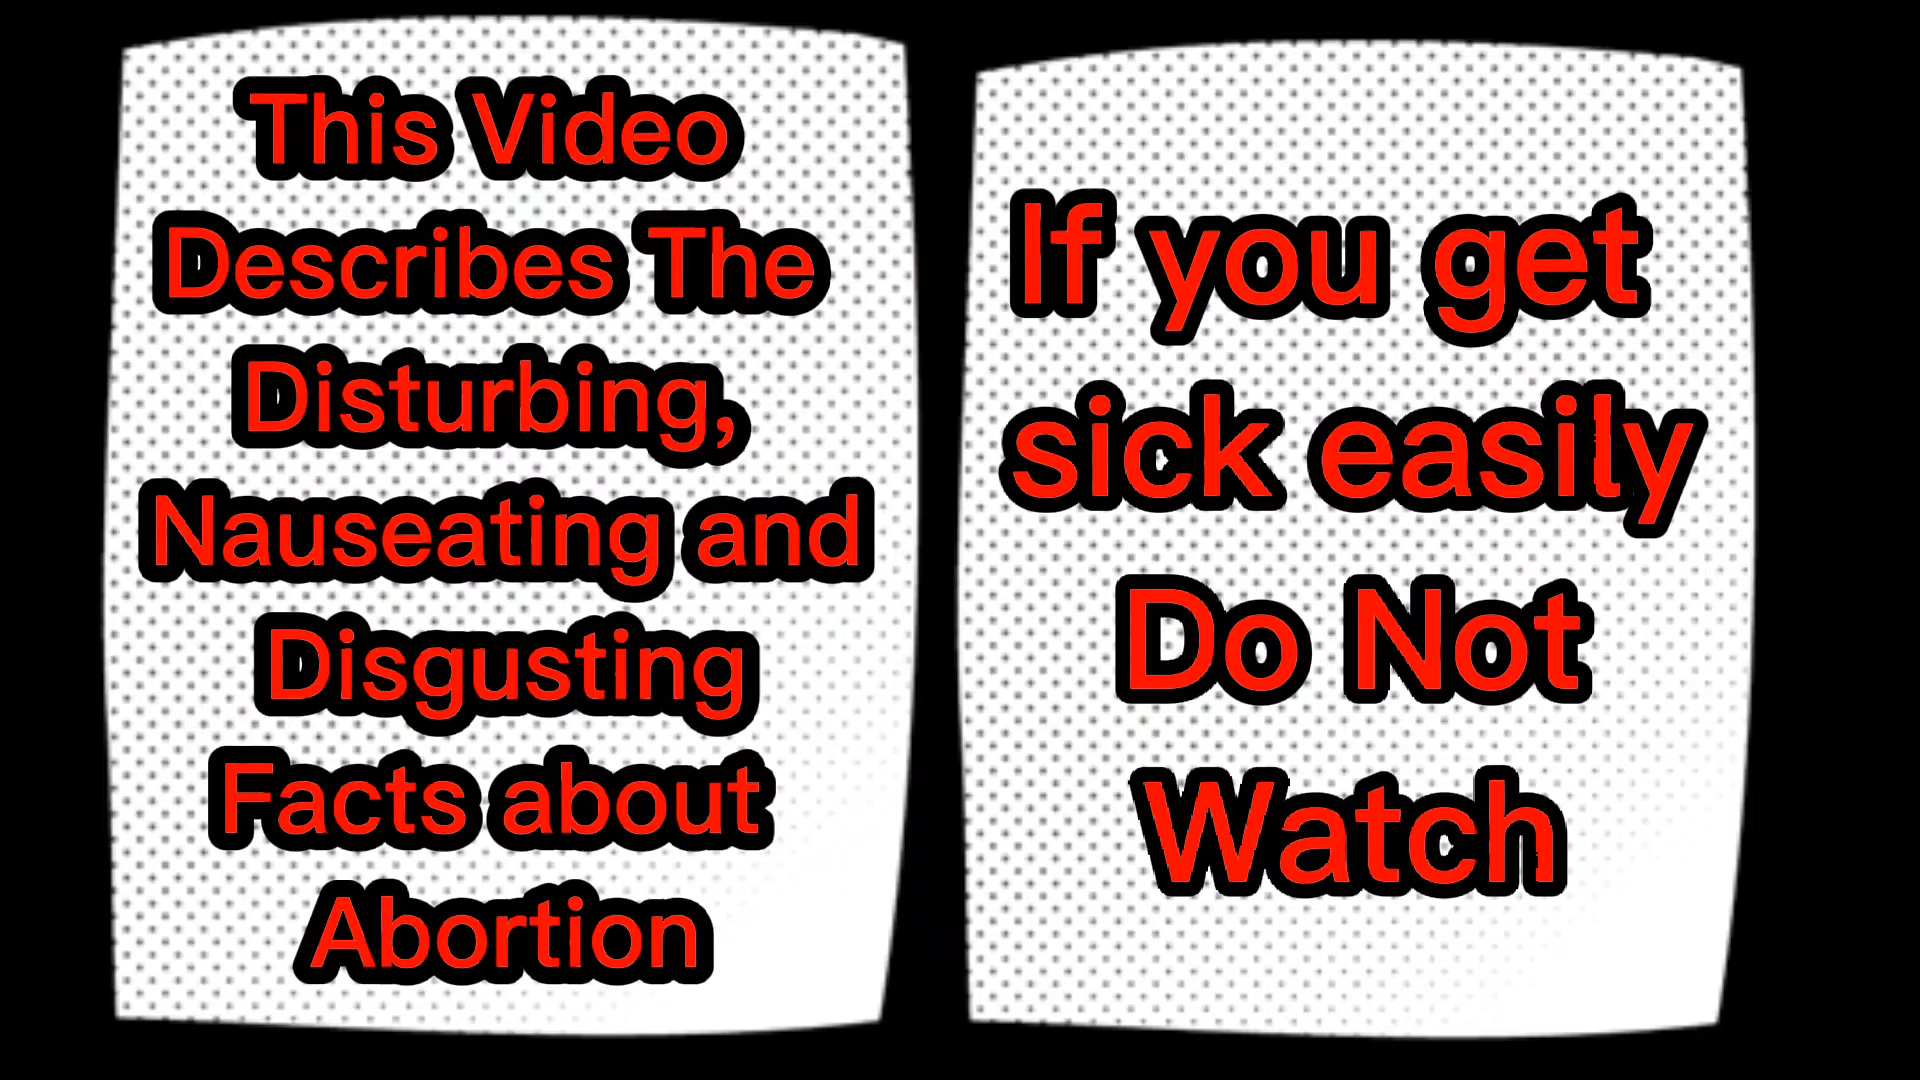 This Video
Describes The
Disturbing,
Nauseating and
Disgusting
Facts about
Abortion
If you get
sick easily
Do Not
Watch